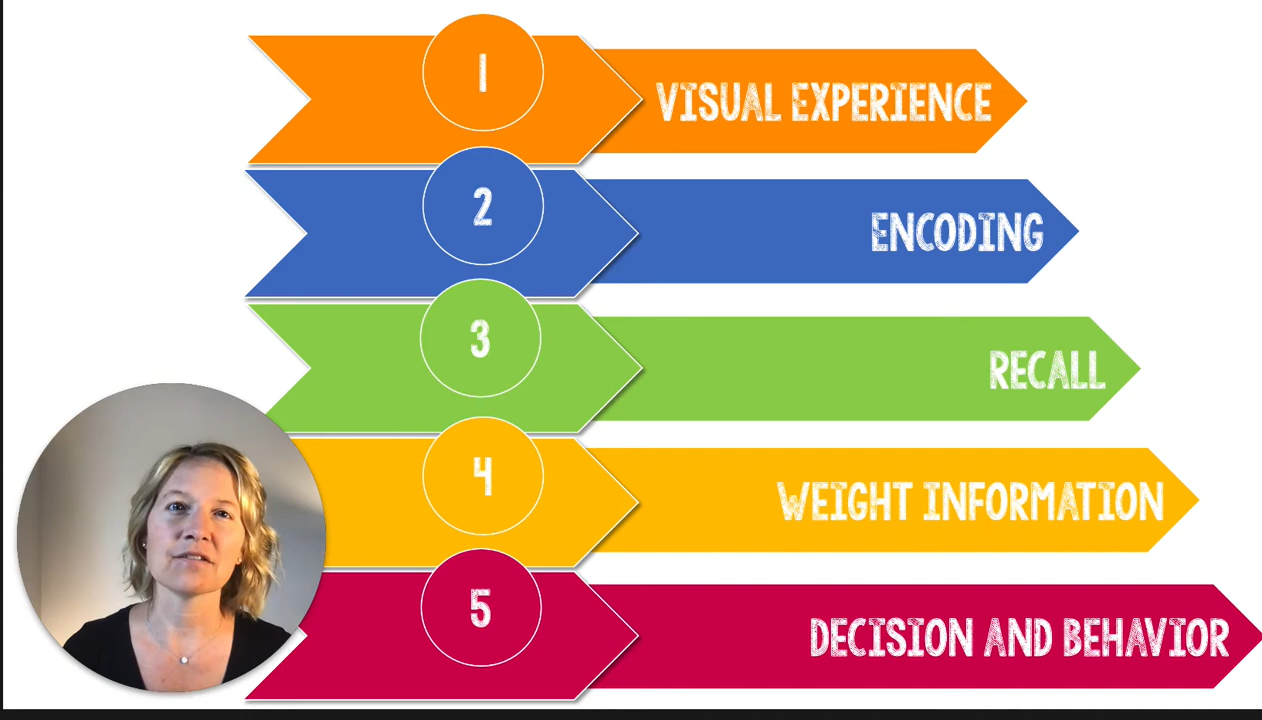 1
VISUAL EXPERIENCE
2
ENCODING
3
RECALL
4
WEIGHT INFORMATION
5
DECISION AND BEHAVIOR